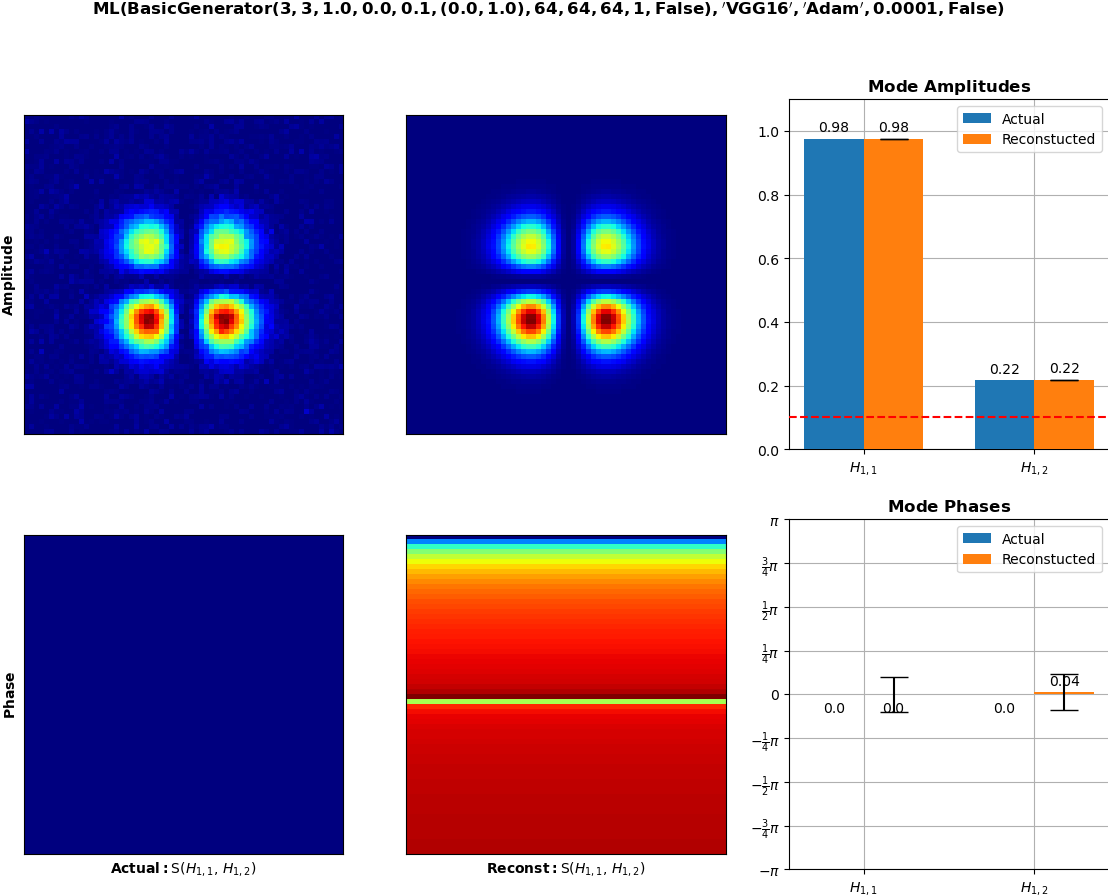 ML(BasicGenerator(3, 3, 1.0, 0.0, 0.1, (0.0, 1.0), 64, 64, 64, 1, False), ′VGG16′, ′Adam′, 0.0001, False)
Amplitude
Mode Amplitudes
Actual
Reconstucted
0.98
0.98
0.22
0.22
1.0
0.8
0.6
0.4
0.2
0.0
H1, 1
H1, 2
Phase
Actual: S(H1, 1, H1, 2)
Reconst: S(H1, 1, H1, 2)
Mode Phases
Actual
Reconstucted
π
3/4π
1/2π
1/4π
0
−1/4π
−1/2π
−3/4π
−π
0.0
0.0
0.0
0.04
H1, 1
H1, 2